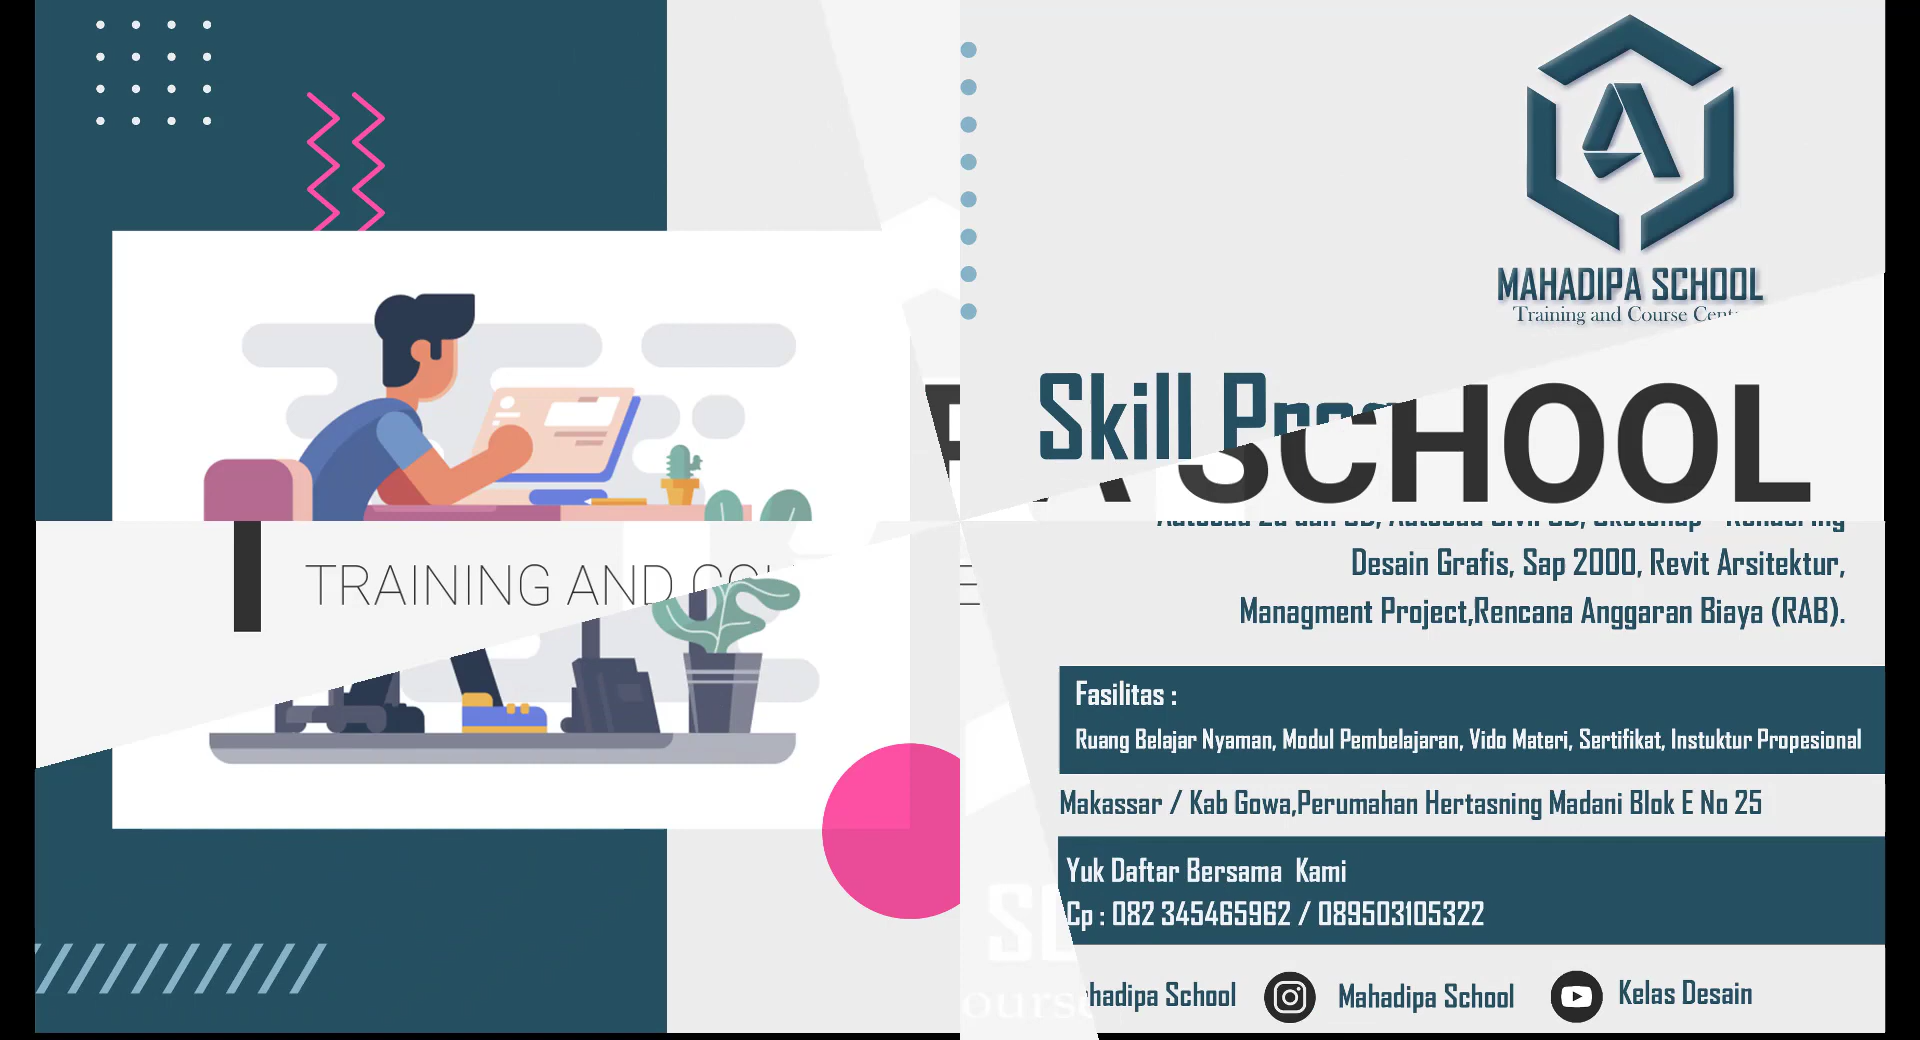 MAHADIPA SCHOOL
Training and Course
Skill
SCHOOL
TRAINING AND
Desain Grafis, Sap 2000, Revit Arsitektur,
Managment Project,Rencana Anggaran Biaya (RAB).
Fasilitas :
Ruang Belajar Nyaman, Modul Pembelajaran, Vido Materi, Sertifikat, Instuktur Propesional
Makassar / Kab Gowa,Perumahan Hertasning Madani Blok E No 25
Yuk Daftar Bersama Kami
Cp : 082 345465962 / 089503105322
School
Mahadipa School
Kelas Desain